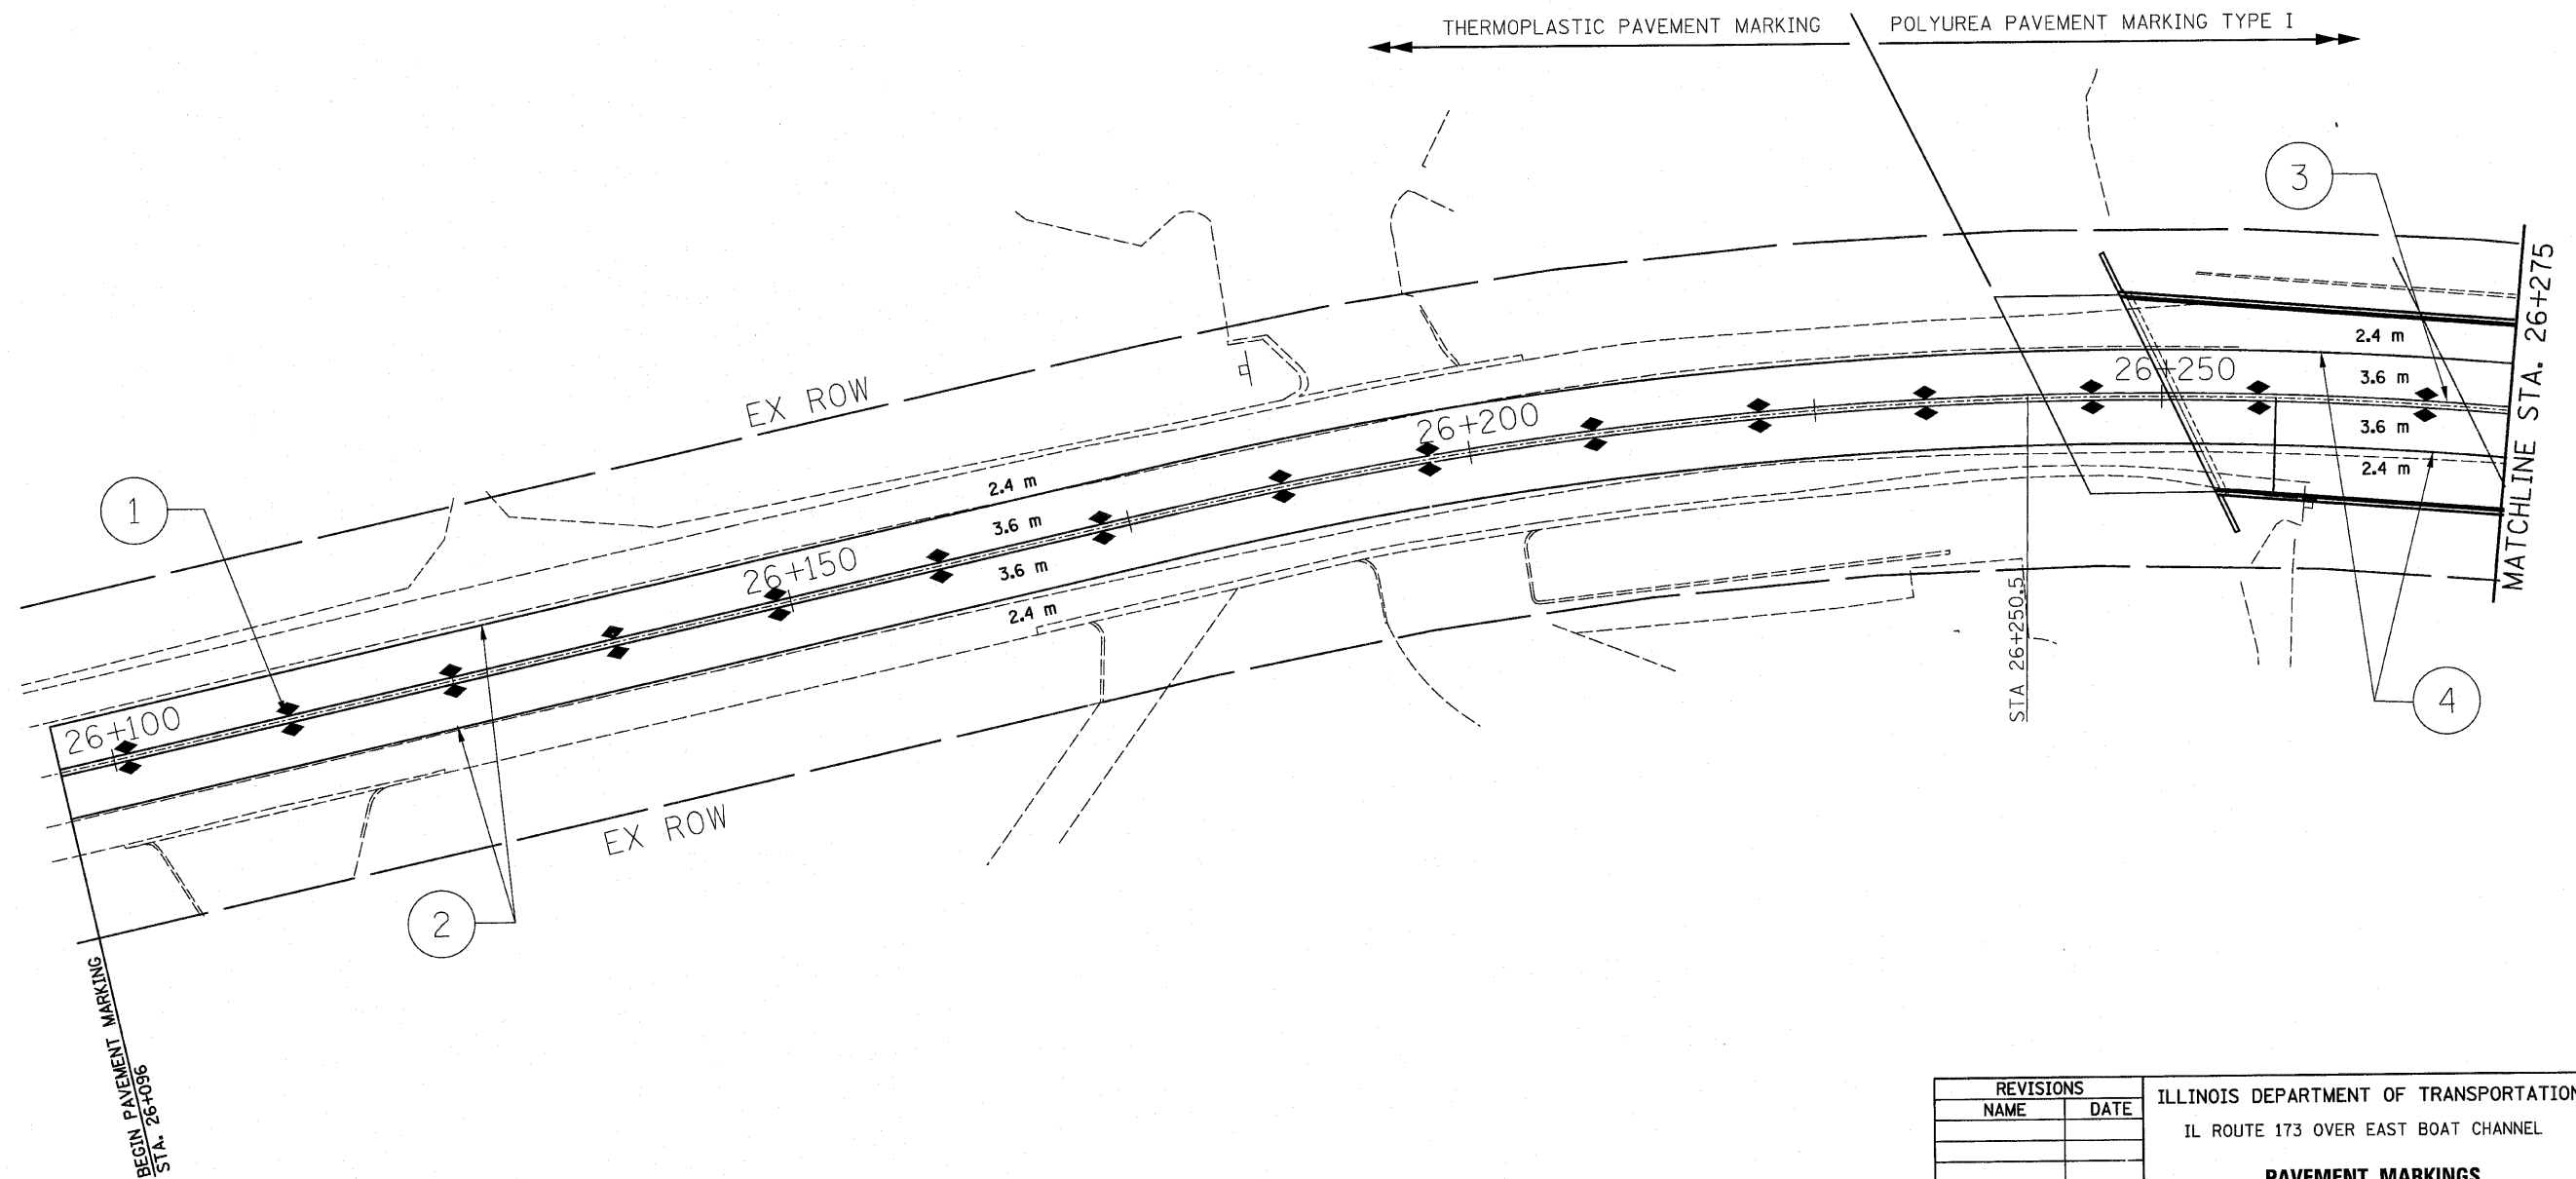 THERMOPLASTIC PAVEMENT MARKING
POLYUREA PAVEMENT MARKING TYPE I
3
MATCHLINE STA. 26+275
2.4 m
3.6 m
3.6 m
2.4 m
26+250
EX ROW
26+200
1
2.4 m
3.6 m
3.6 m
2.4 m
26+150
STA 26+250.5
4
26+100
EX ROW
2
BEGIN PAVEMENT MARKING
STA. 26+096
REVISIONS
NAME DATE
ILLINOIS DEPARTMENT OF TRANSPORTATION
IL ROUTE 173 OVER EAST BOAT CHANNEL
PAVEMENT MARKINGS